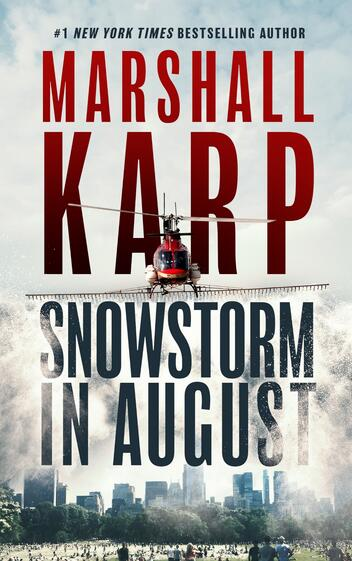 #1 NEW YORK TIMES BESTSELLING AUTHOR
MARSHALL
KARP
SNOWSTORM
IN AUGUST